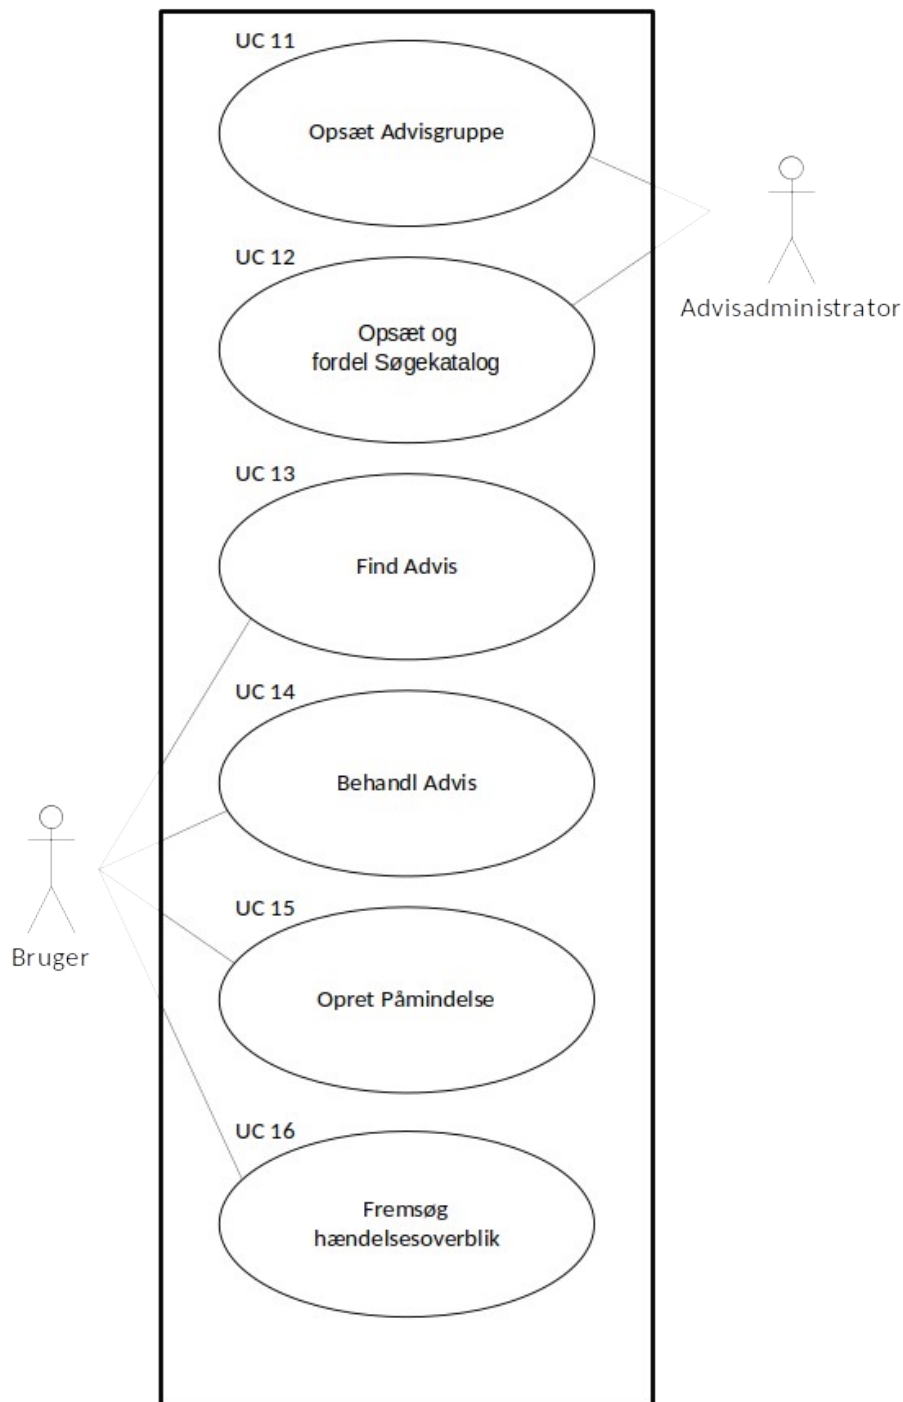 UC 11
Opsæt Advisgruppe
UC 12
Advisadministrator
Opsæt og
fordel Søgekatalog
UC 13
Find Advis
UC 14
Behandl Advis
UC 15
Bruger
Opret Påmindelse
UC 16
Fremsøg
hændelsesoverblik